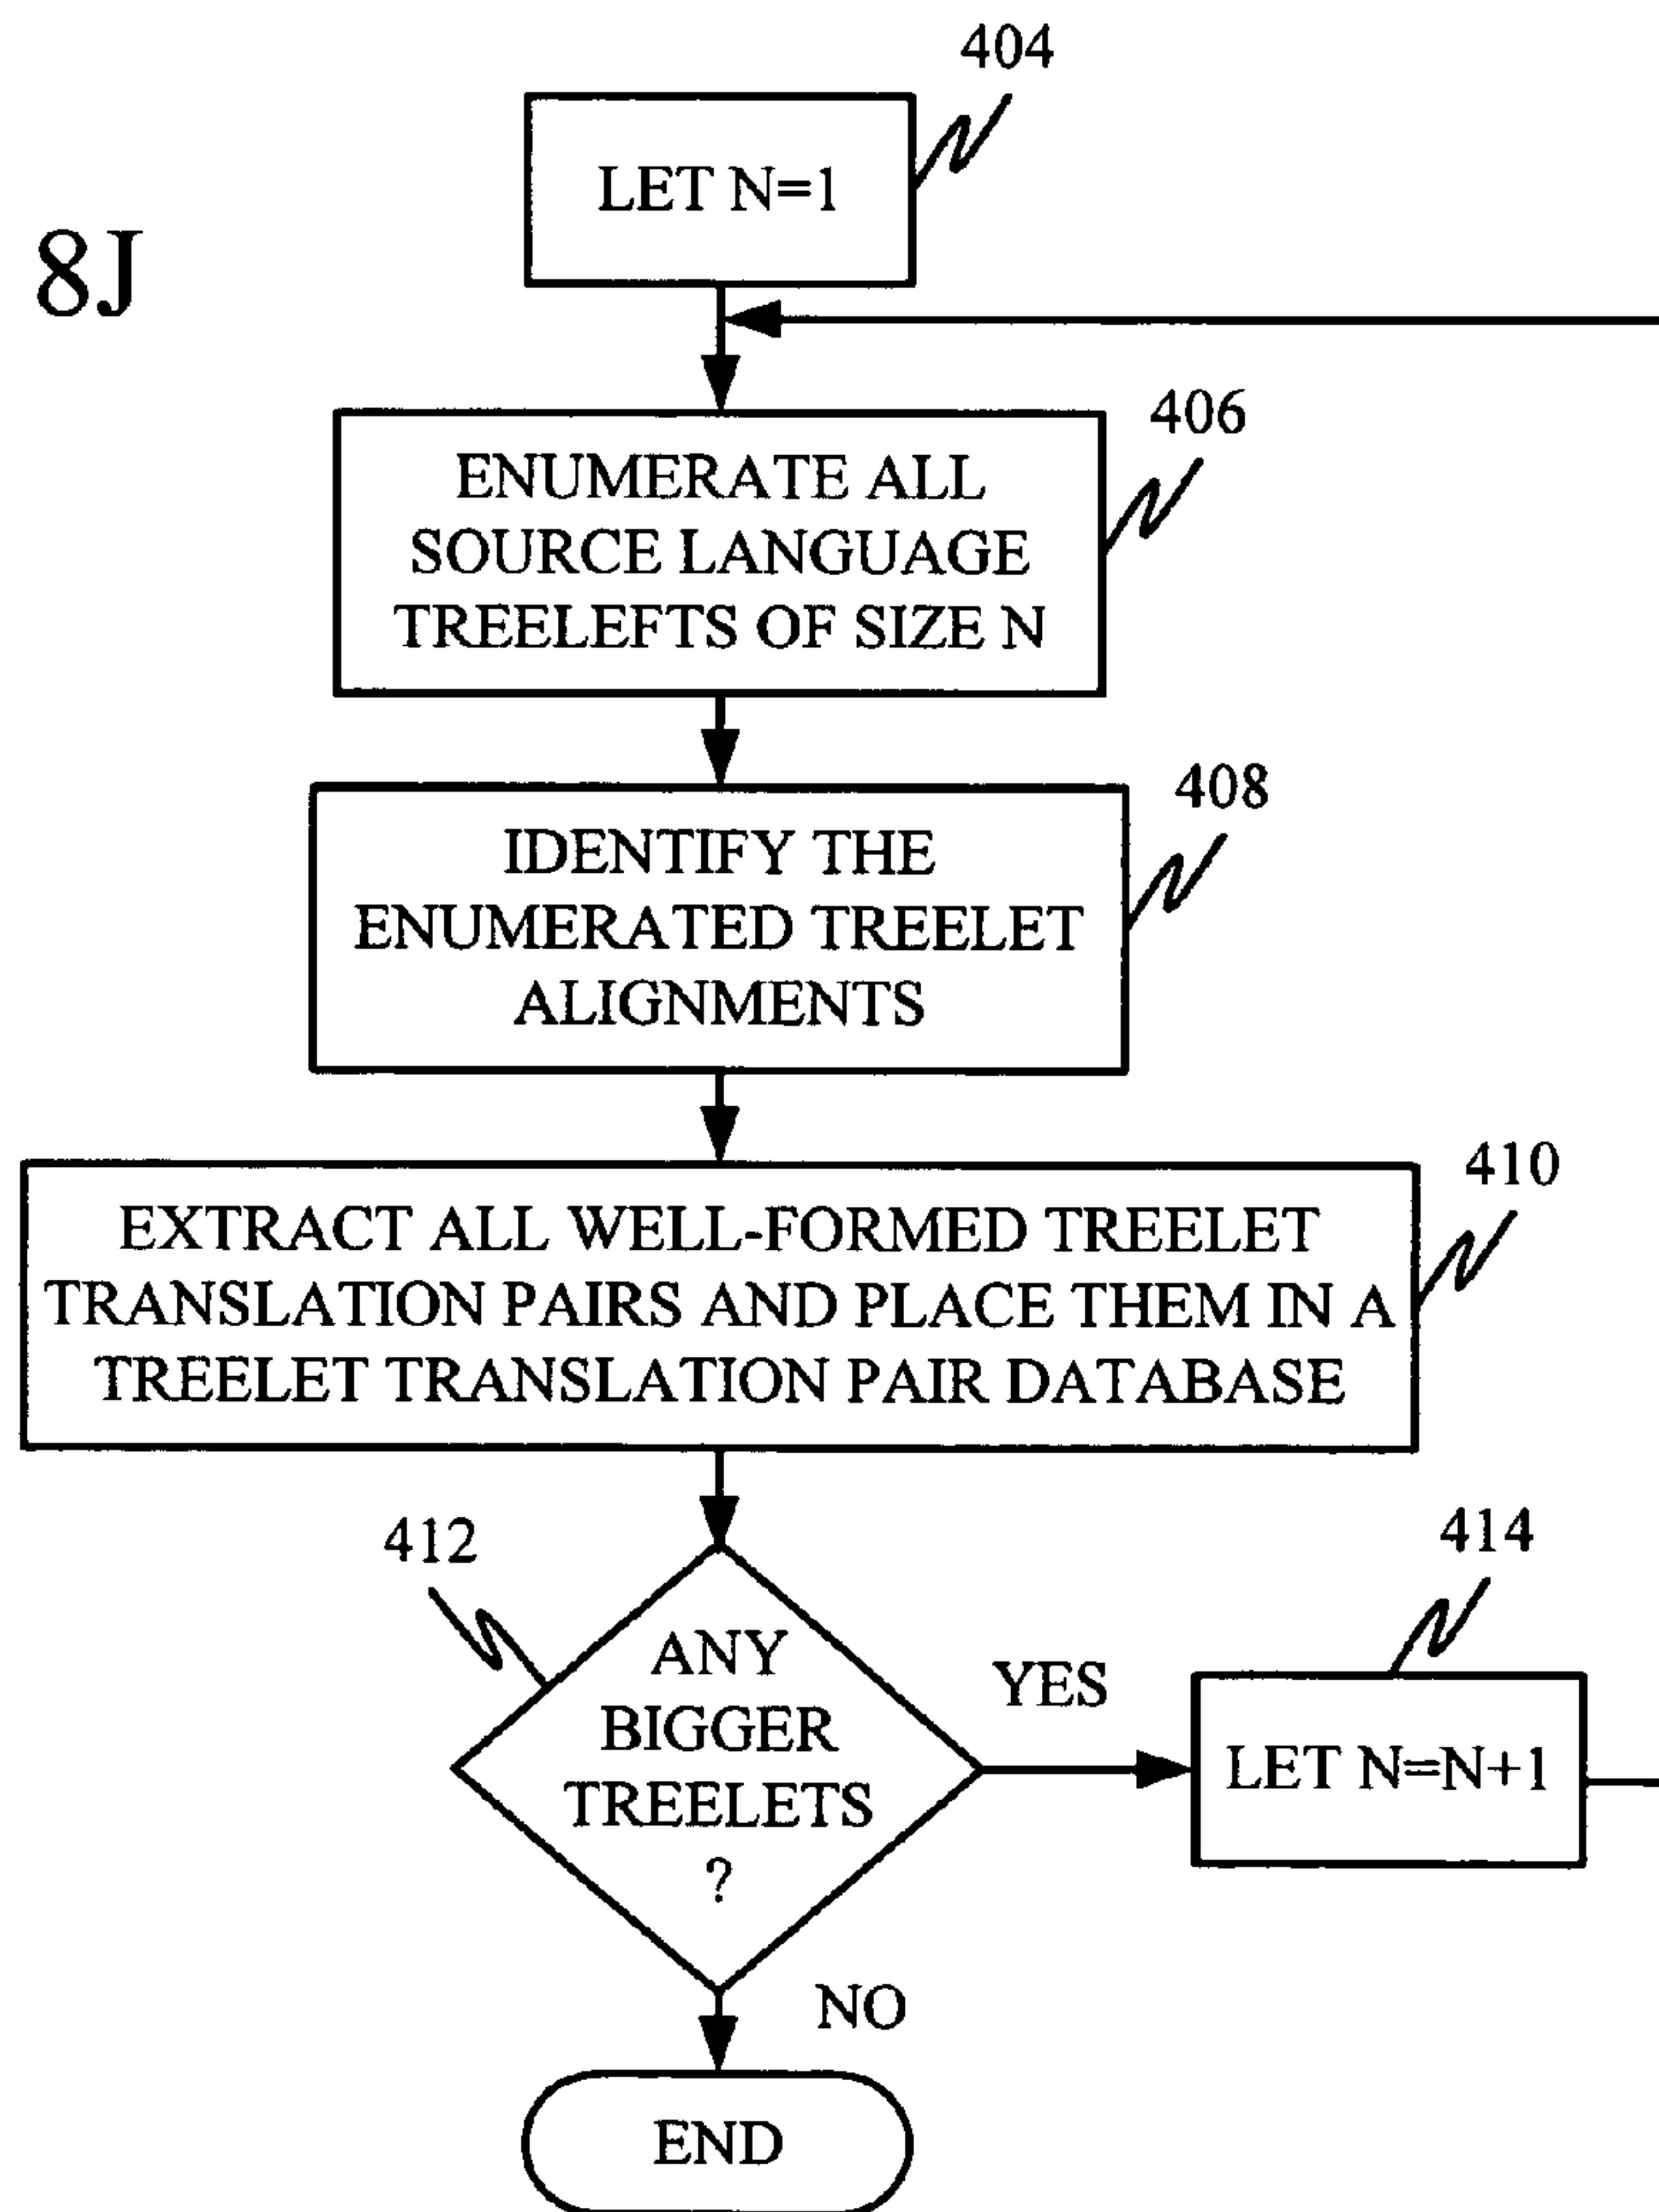 404
LET N=1
8J
406
ENUMERATE ALL
SOURCE LANGUAGE
TREELEFTS OF SIZE N
408
IDENTIFY THE
ENUMERATED TREELET
ALIGNMENTS
410
EXTRACT ALL WELL-FORMED TREELET
TRANSLATION PAIRS AND PLACE THEM IN A
TREELET TRANSLATION PAIR DATABASE
412
414
ANY
BIGGER
TREELETS
?
YES
LET N=N+1
NO
END